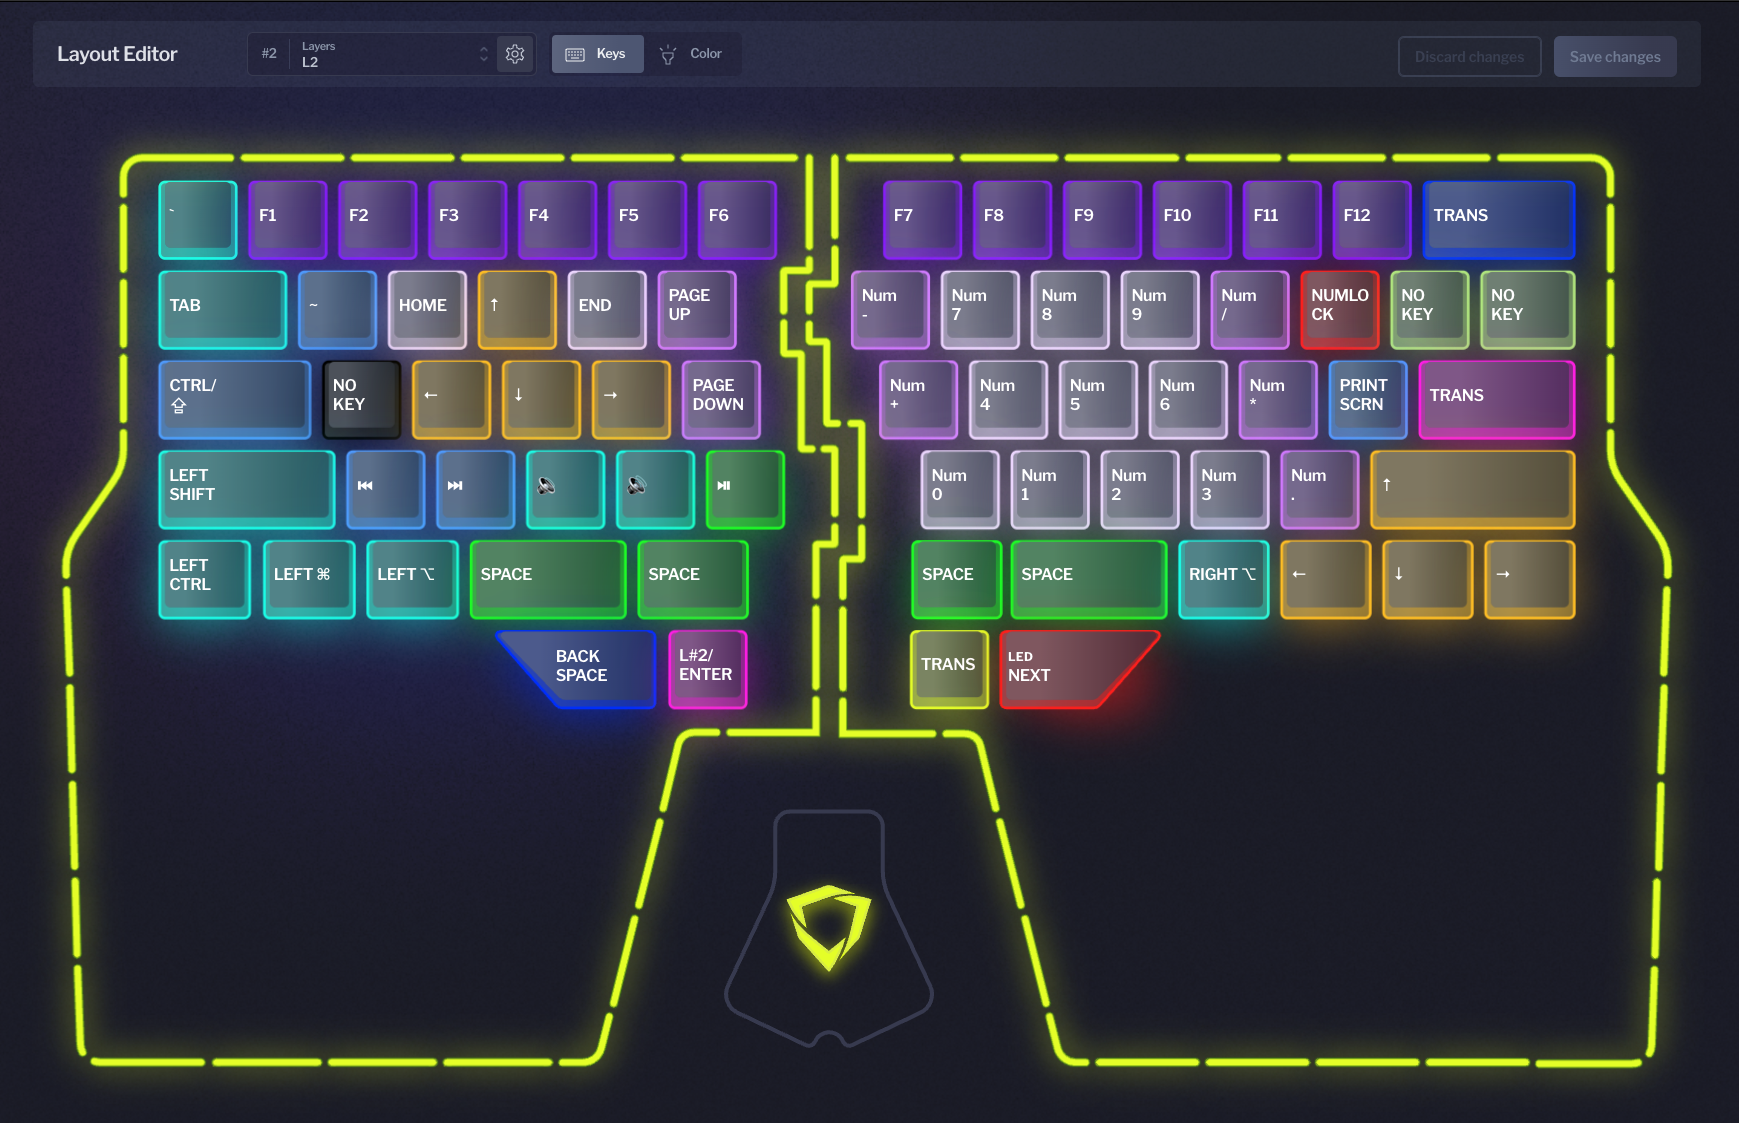 Layout Editor
#2
Layers
L2
Keys
Color
Discard changes
Save changes
`
F1
F2
F3
F4
F5
F6
F7
F8
F9
F10
F11
F12
TRANS
TAB
~
HOME
↑
END
PAGE
UP
Num
-
Num
7
Num
8
Num
9
Num
/
NUMLO
CK
NO
KEY
NO
KEY
CTRL/
⇪
NO
KEY
←
↓
→
PAGE
DOWN
Num
+
Num
4
Num
5
Num
6
Num
*
PRINT
SCRN
TRANS
LEFT
SHIFT
⏮
⏭
🔉
🔊
⏯
Num
0
Num
1
Num
2
Num
3
Num
.
↑
LEFT
CTRL
LEFT ⌘
LEFT ⌥
SPACE
SPACE
SPACE
SPACE
RIGHT ⌥
←
↓
→
BACK
SPACE
L#2/
ENTER
TRANS
LED
NEXT